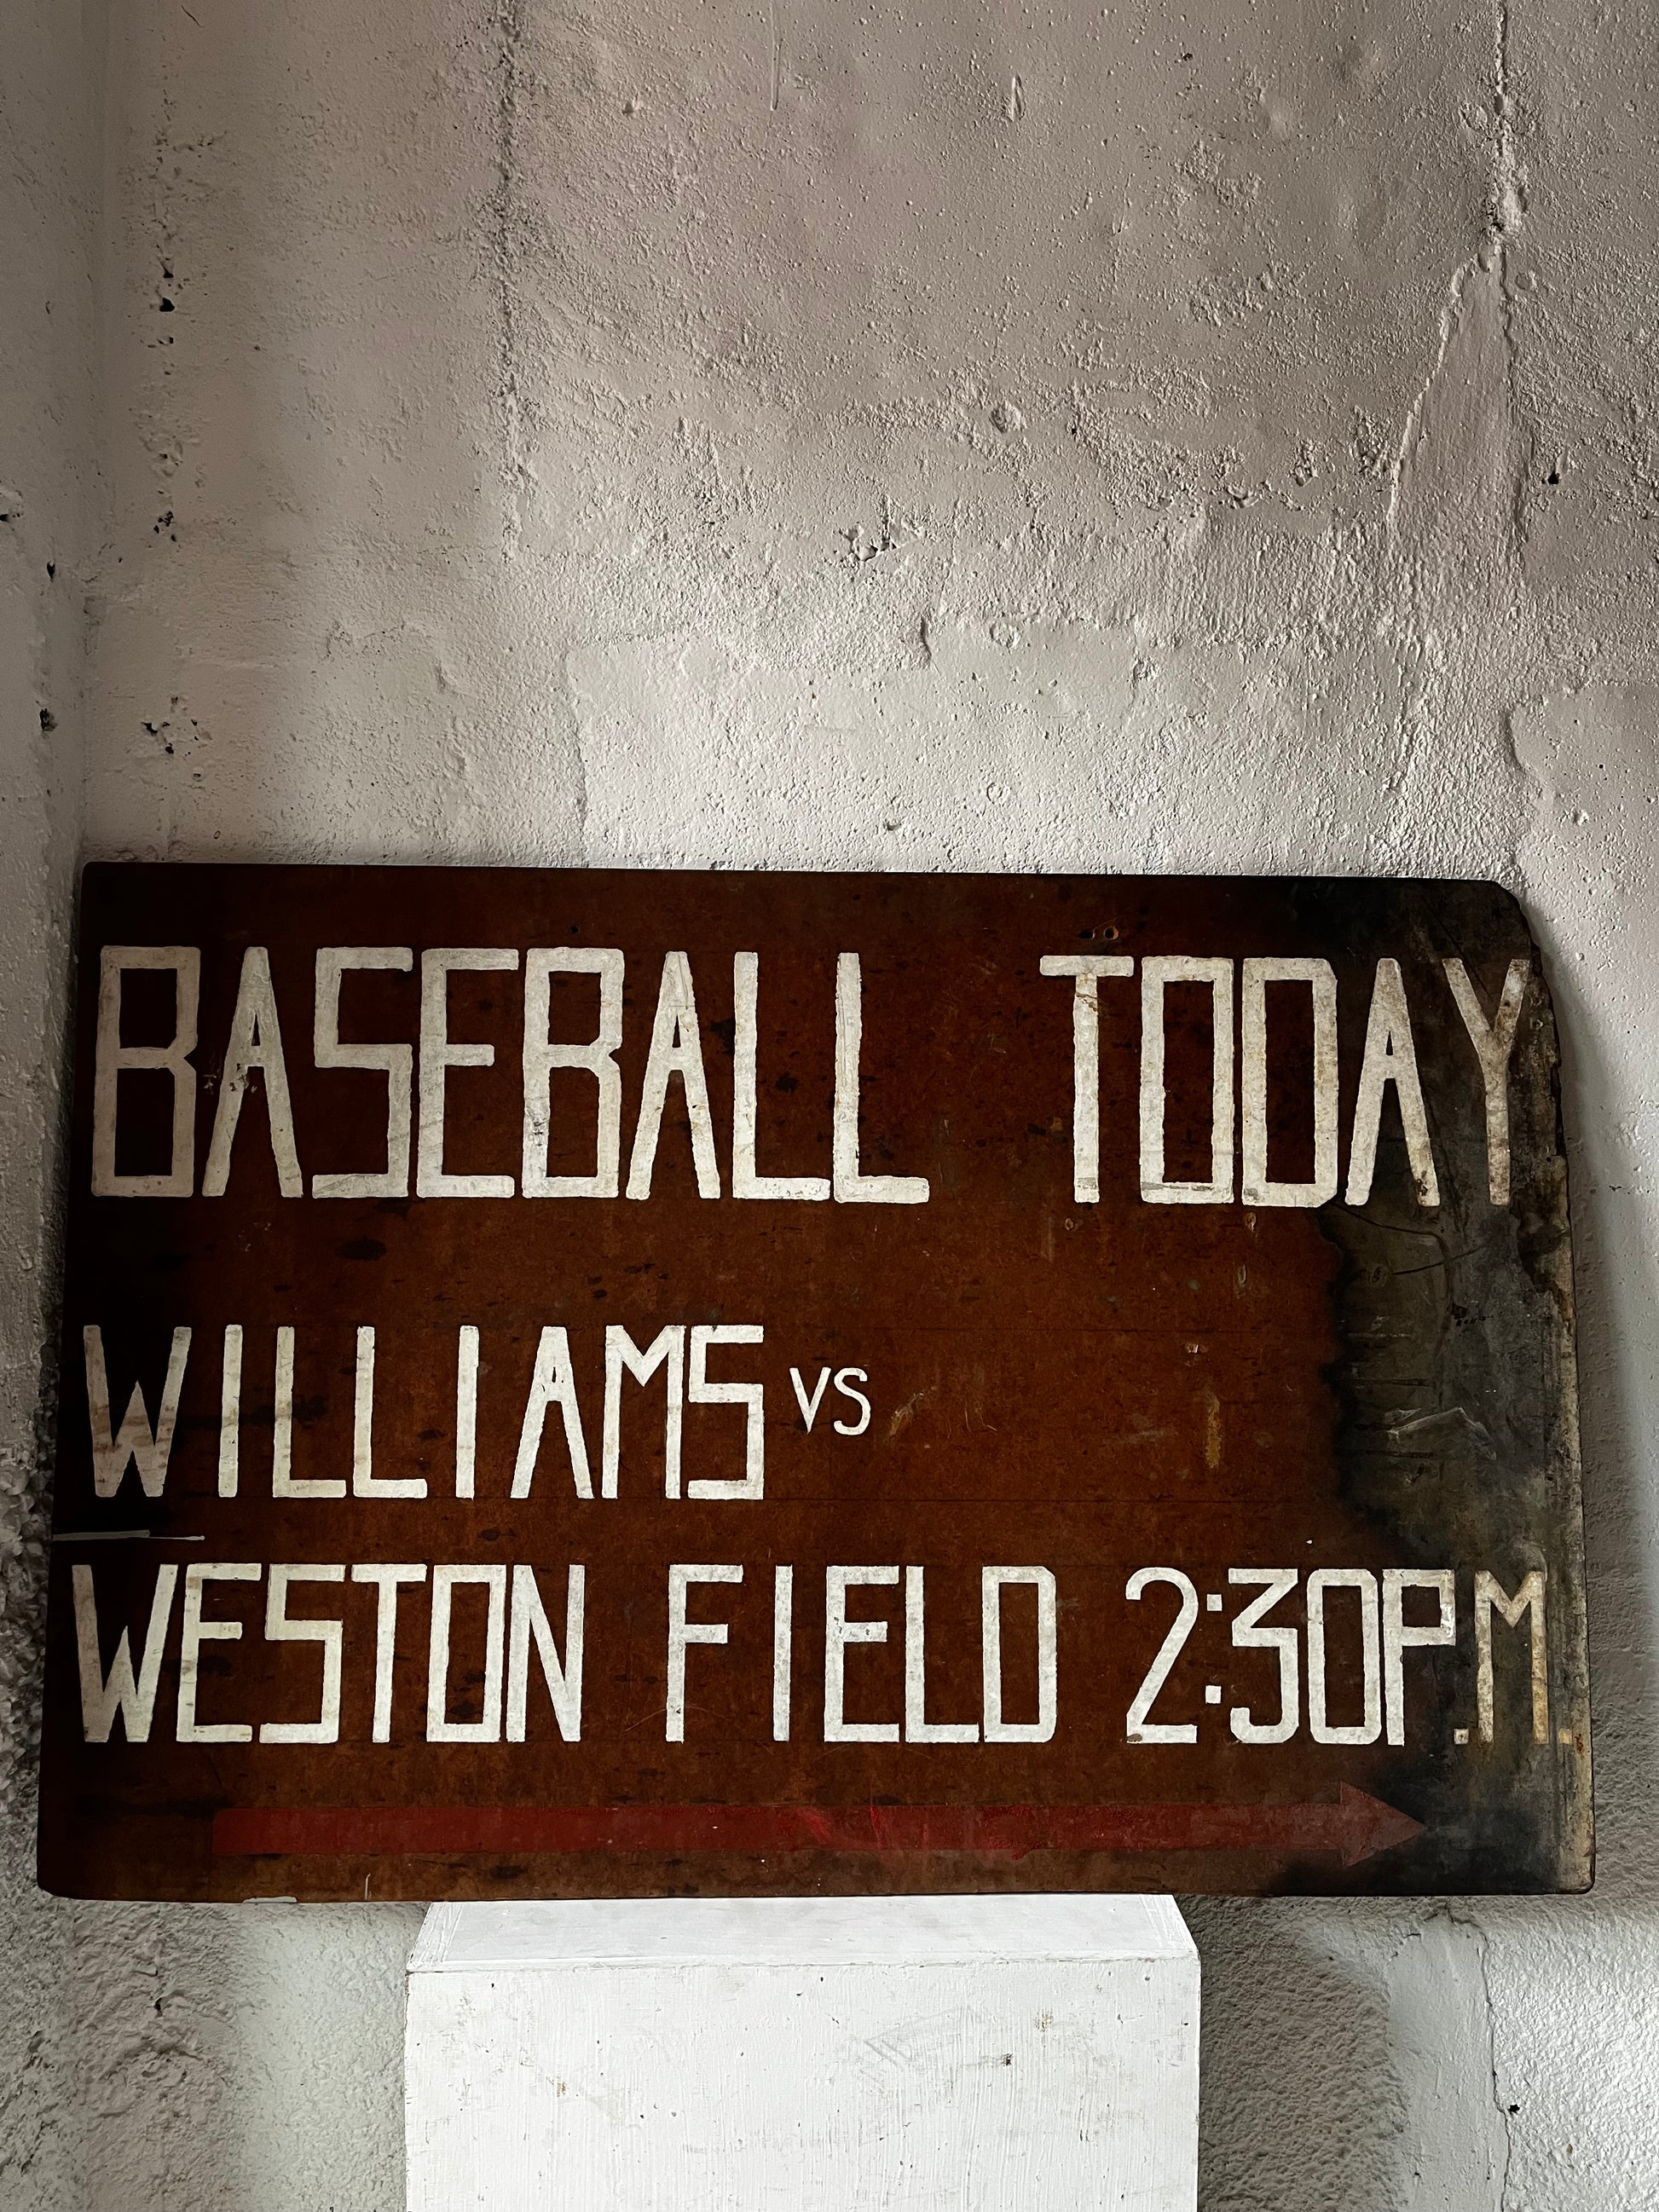 BASEBALL TODAY
WILLIAMS VS
WESTON FIELD 2:30P.M.